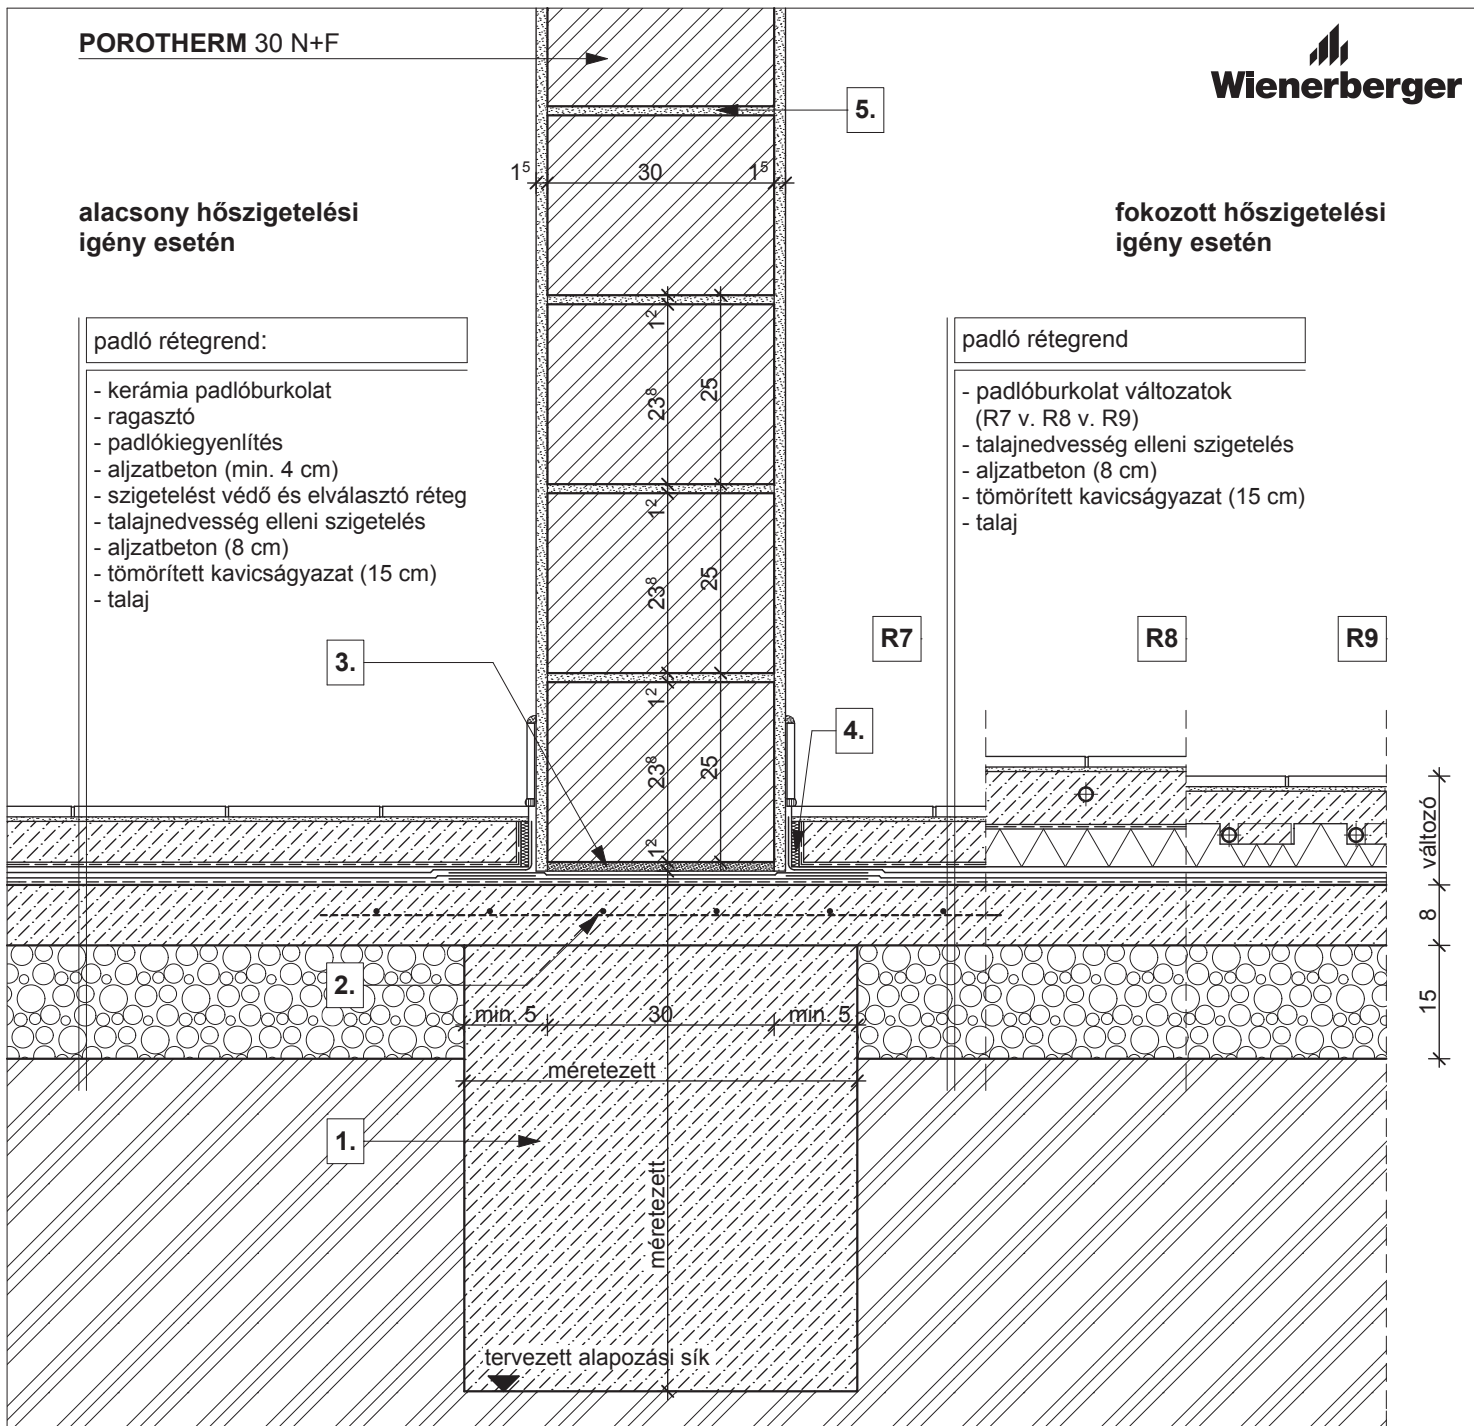 POROTHERM 30 N+F
Wienerberger
5.
1⁵ 30 1⁵
alacsony hőszigetelési
igény esetén
fokozott hőszigetelési
igény esetén
padló rétegrend:
- kerámia padlóburkolat
- ragasztó
- padlókiegyenlítés
- aljzatbeton (min. 4 cm)
- szigetelést védő és elválasztó réteg
- talajnedvesség elleni szigetelés
- aljzatbeton (8 cm)
- tömörített kavicságyazat (15 cm)
- talaj
padló rétegrend
- padlóburkolat változatok
(R7 v. R8 v. R9)
- talajnedvesség elleni szigetelés
- aljzatbeton (8 cm)
- tömörített kavicságyazat (15 cm)
- talaj
1²
23⁸ 25
1²
23⁸ 25
1²
23⁸ 25
1²
3.
4.
R7
R8
R9
változó
8
15
2.
min. 5 30 min. 5
méretezett
1.
méretezett
tervezett alapozási sík